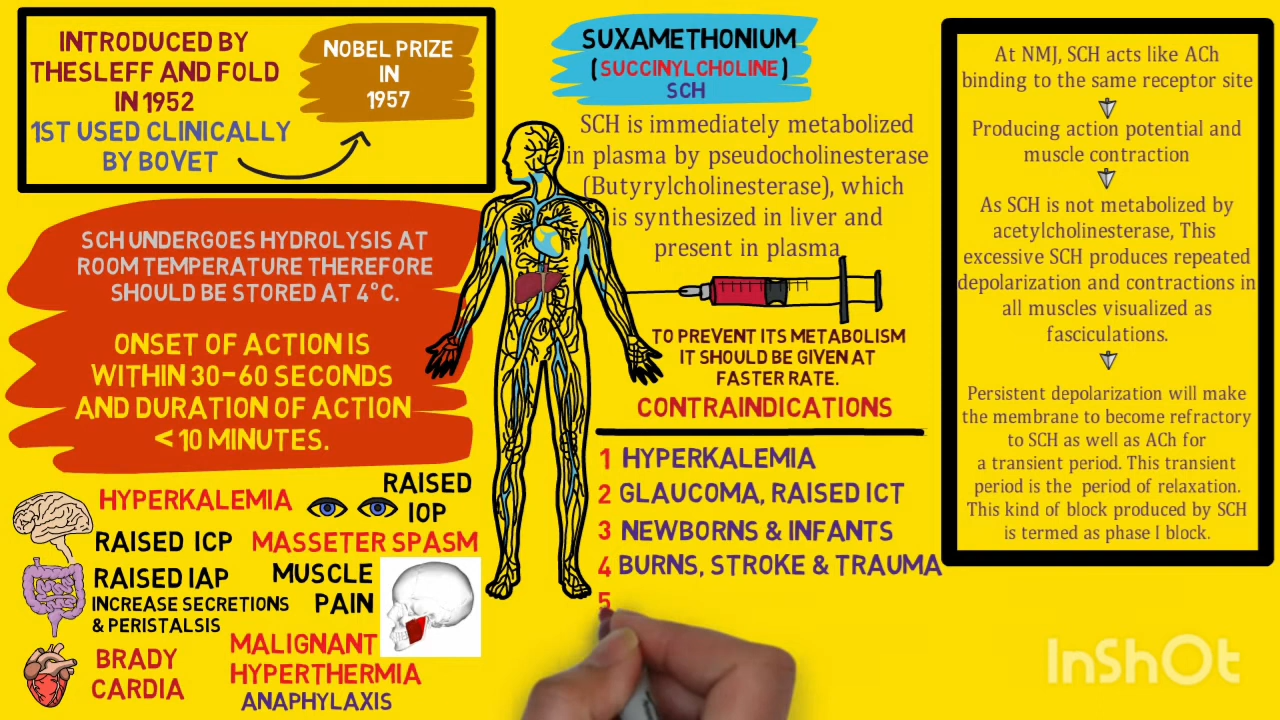 INTRODUCED BY
THESLEFF AND FOLD
IN 1952
1ST USED CLINICALLY
BY BOVET
NOBEL PRIZE
IN
1957
SUXAMETHONIUM
(SUCCINYLCHOLINE)
SCH
SCH is immediately metabolized
in plasma by pseudocholinesterase
(Butyrylcholinesterase), which
is synthesized in liver and
present in plasma
SCH UNDERGOES HYDROLYSIS AT
ROOM TEMPERATURE THEREFORE
SHOULD BE STORED AT 4°C.
ONSET OF ACTION IS
WITHIN 30-60 SECONDS
AND DURATION OF ACTION
< 10 MINUTES.
TO PREVENT ITS METABOLISM
IT SHOULD BE GIVEN AT
FASTER RATE.
CONTRAINDICATIONS
1 HYPERKALEMIA
2 GLAUCOMA, RAISED ICT
3 NEWBORNS & INFANTS
4 BURNS, STROKE & TRAUMA
5
HYPERKALEMIA
RAISED
IOP
RAISED ICP
MASSETER SPASM
RAISED IAP
INCREASE SECRETIONS
& PERISTALSIS
MUSCLE
PAIN
BRADY
CARDIA
MALIGNANT
HYPERTHERMIA
ANAPHYLAXIS
At NMJ, SCH acts like ACh
binding to the same receptor site
Producing action potential and
muscle contraction
As SCH is not metabolized by
acetylcholinesterase, This
excessive SCH produces repeated
depolarization and contractions in
all muscles visualized as
fasciculations.
Persistent depolarization will make
the membrane to become refractory
to SCH as well as ACh for
a transient period. This transient
period is the period of relaxation.
This kind of block produced by SCH
is termed as phase I block.
InShOt